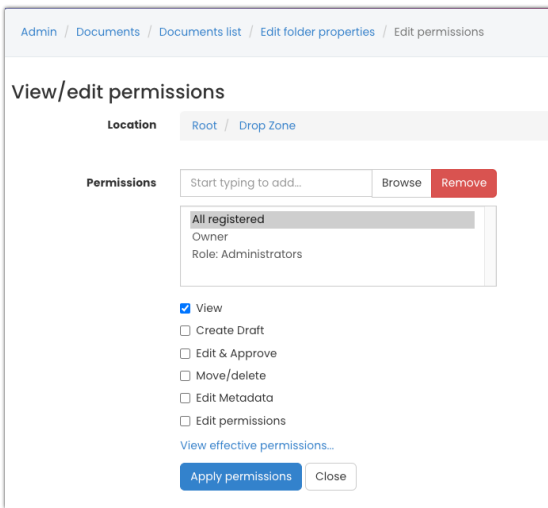 Admin / Documents / Documents list / Edit folder properties / Edit permissions
View/edit permissions
Location Root / Drop Zone
Permissions Start typing to add... Browse Remove
All registered
Owner
Role: Administrators
View
Create Draft
Edit & Approve
Move/delete
Edit Metadata
Edit permissions
View effective permissions...
Apply permissions Close